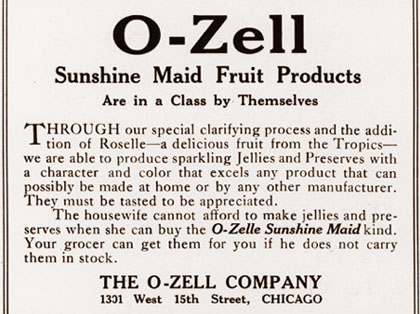 O-Zell
Sunshine Maid Fruit Products
Are in a Class by Themselves
THROUGH our special clarifying process and the addi-
tion of Roselle—a delicious fruit from the Tropics—
we are able to produce sparkling Jellies and Preserves with
a character and color that excels any product that can
possibly be made at home or by any other manufacturer.
They must be tasted to be appreciated.
The housewife cannot afford to make jellies and pre-
serves when she can buy the O-Zelle Sunshine Maid kind.
Your grocer can get them for you if he does not carry
them in stock.
THE O-ZELL COMPANY
1301 West 15th Street, CHICAGO